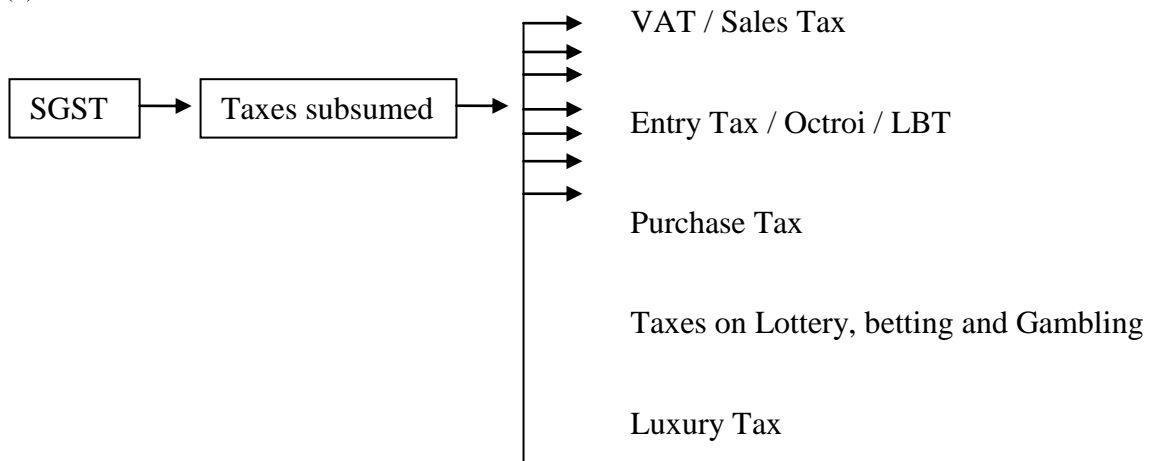 VAT / Sales Tax
SGST
Taxes subsumed
Entry Tax / Octroi / LBT
Purchase Tax
Taxes on Lottery, betting and Gambling
Luxury Tax